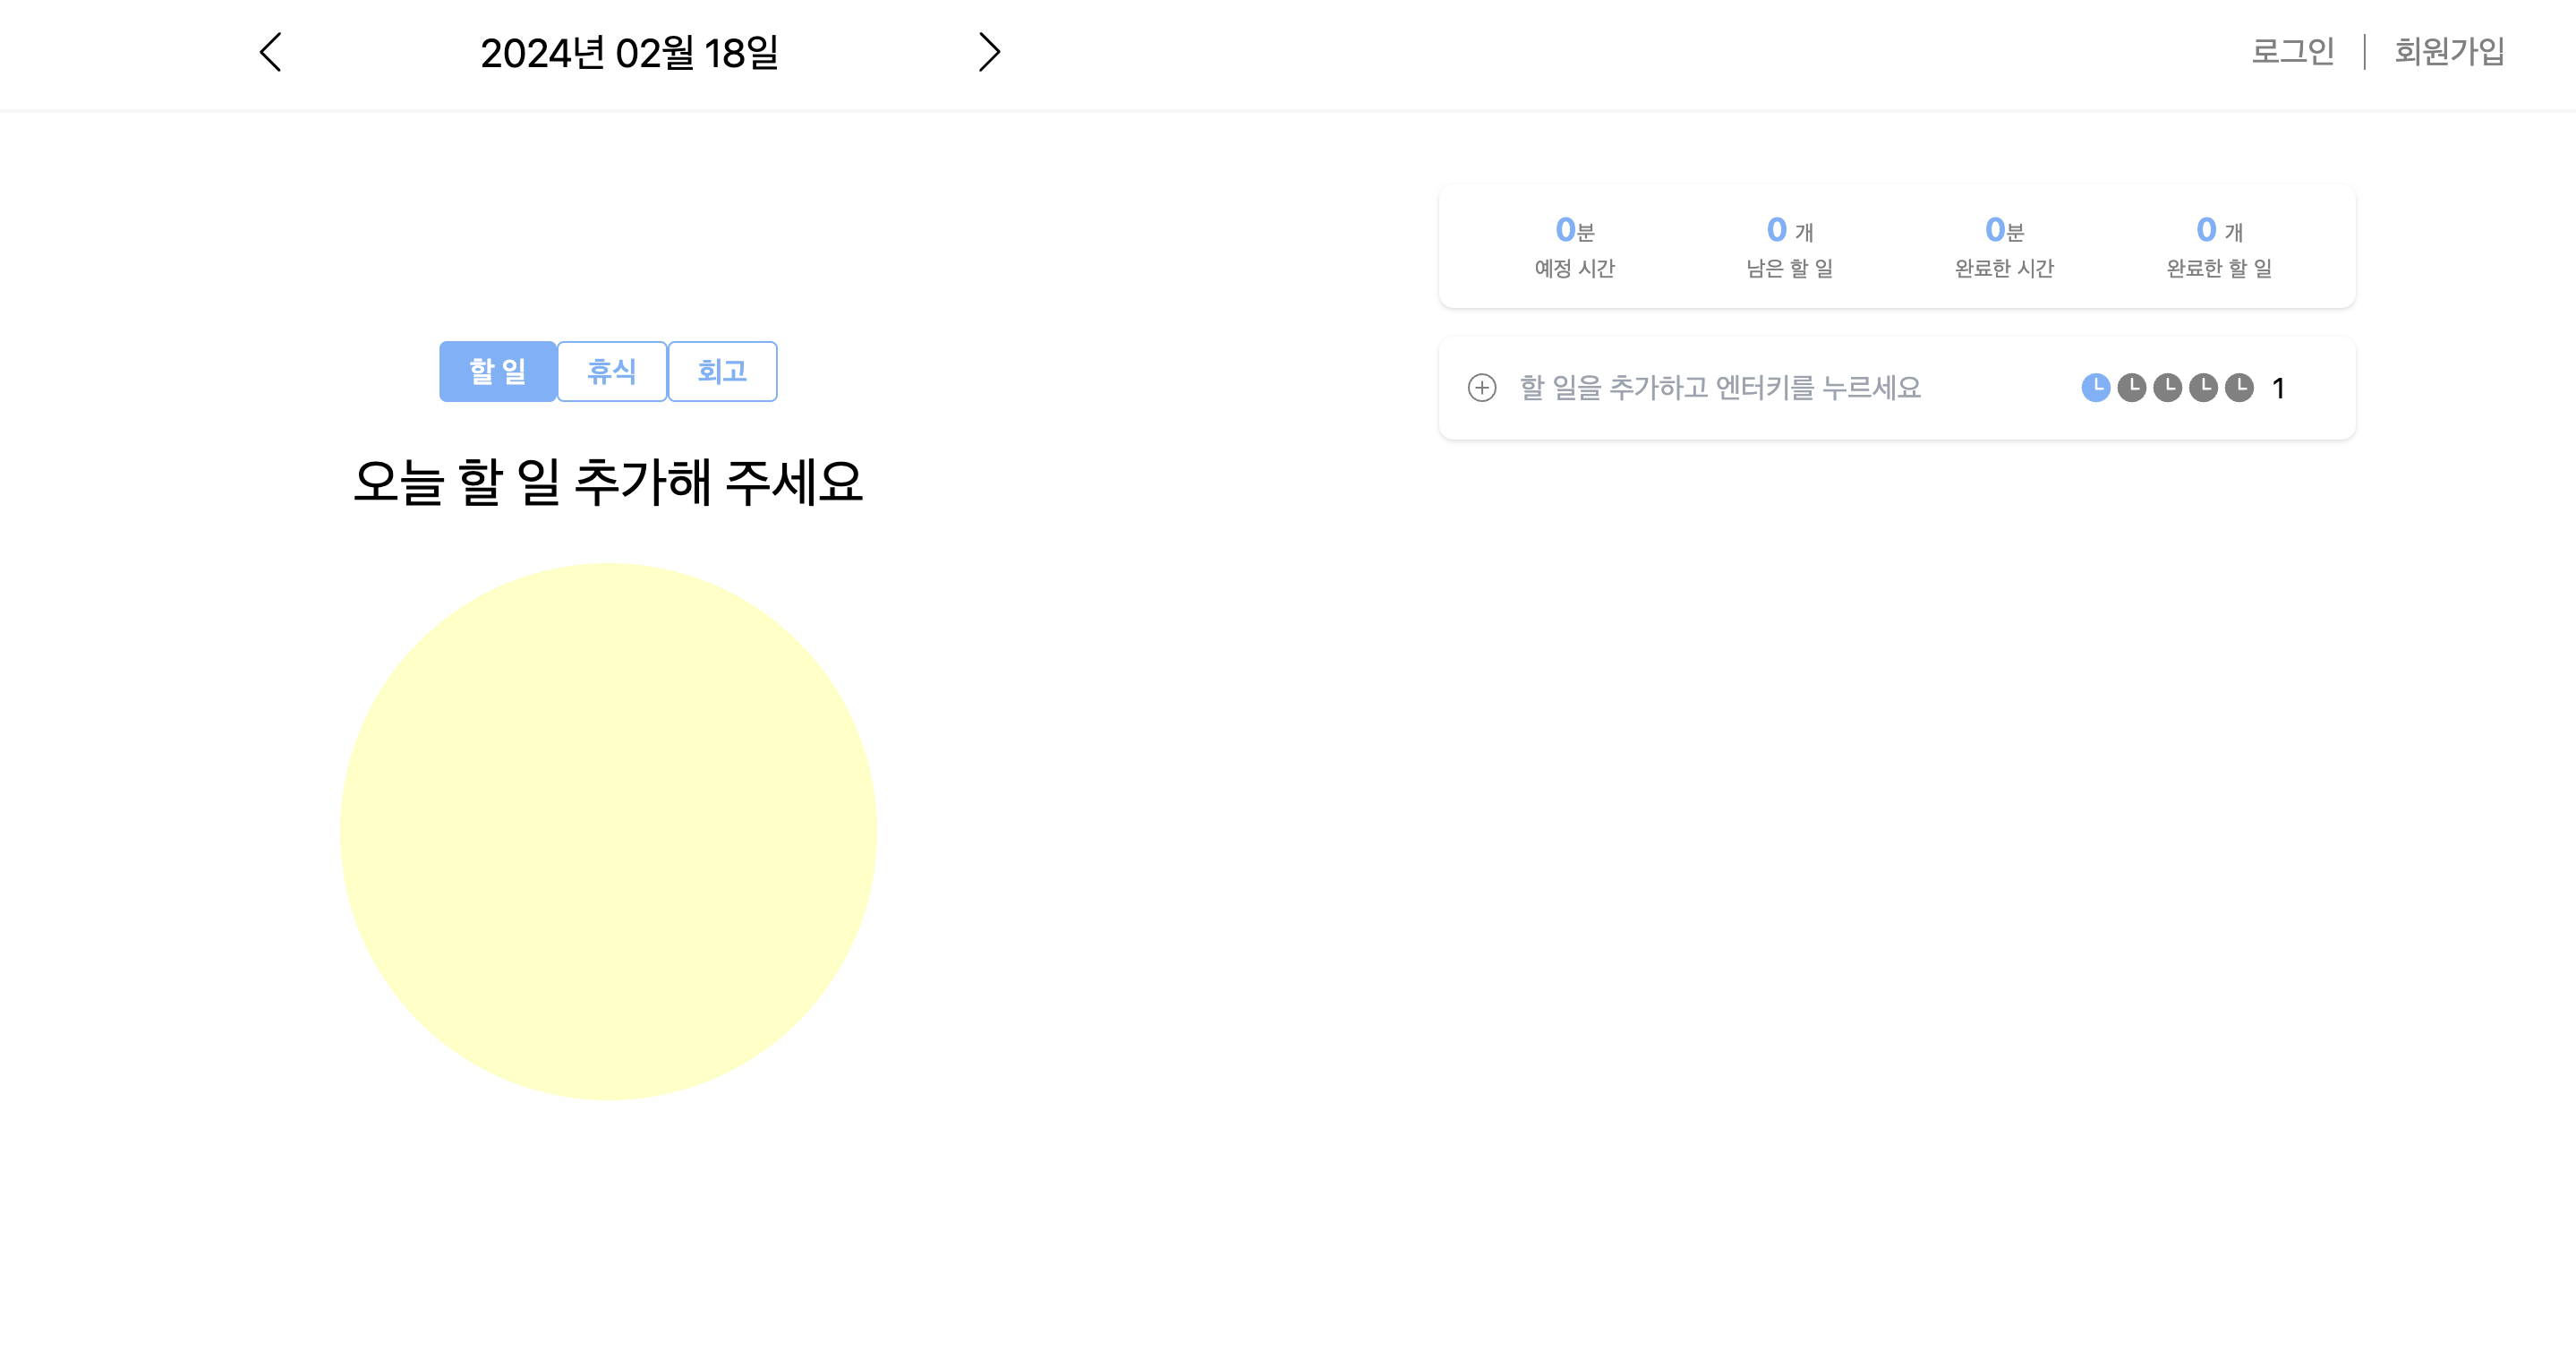 2024년 02월 18일
로그인
회원가입
0분
예정 시간
0 개
남은 할 일
0분
완료한 시간
0 개
완료한 할 일
할 일
휴식
회고
할 일을 추가하고 엔터키를 누르세요
1
오늘 할 일 추가해 주세요